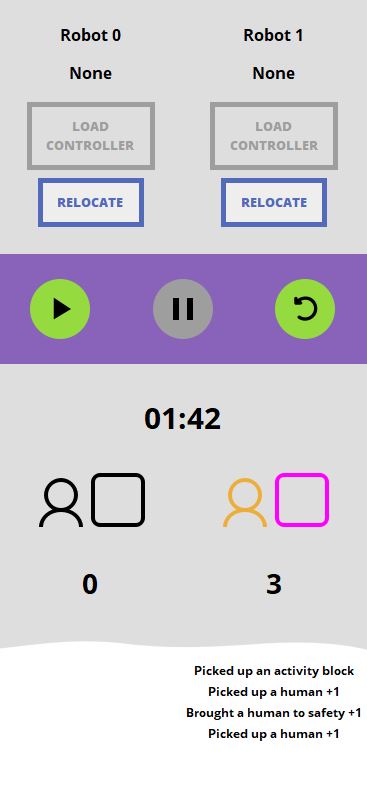 Robot 0
Robot 1
None
None
LOAD
CONTROLLER
LOAD
CONTROLLER
RELOCATE
RELOCATE
01:42
0
3
Picked up an activity block
Picked up a human +1
Brought a human to safety +1
Picked up a human +1